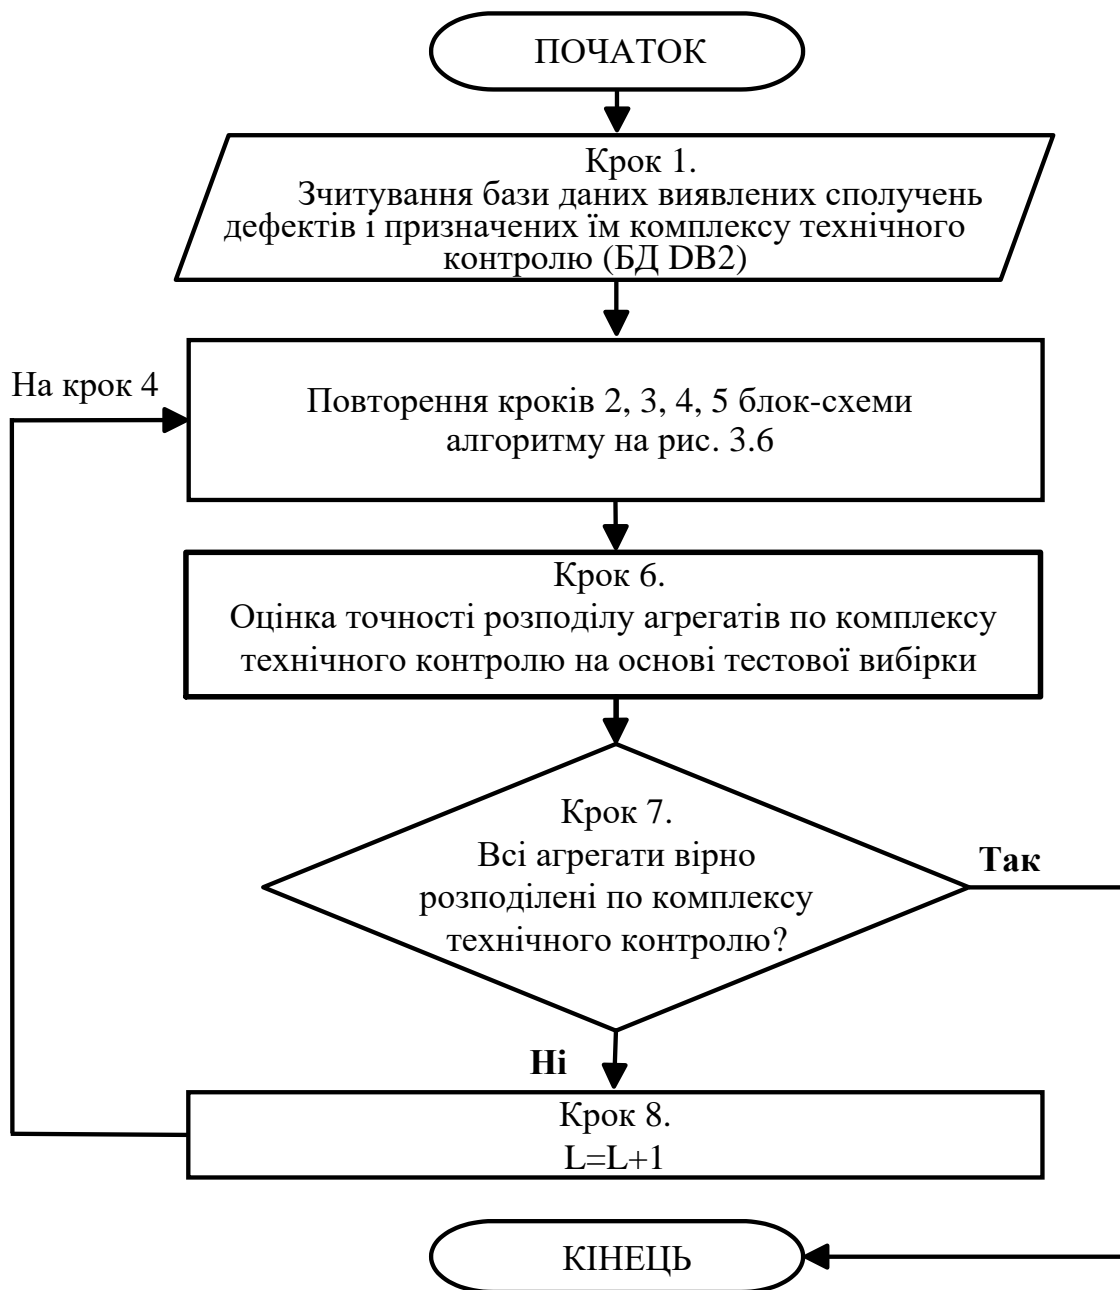 ПОЧАТОК
Крок 1.
Зчитування бази даних виявлених сполучень
дефектів і призначених їм комплексу технічного
контролю (БД DB2)
На крок 4
Повторення кроків 2, 3, 4, 5 блок-схеми
алгоритму на рис. 3.6
Крок 6.
Оцінка точності розподілу агрегатів по комплексу
технічного контролю на основі тестової вибірки
Крок 7.
Всі агрегати вірно
розподілені по комплексу
технічного контролю?
Так
Ні
Крок 8.
L=L+1
КІНЕЦЬ